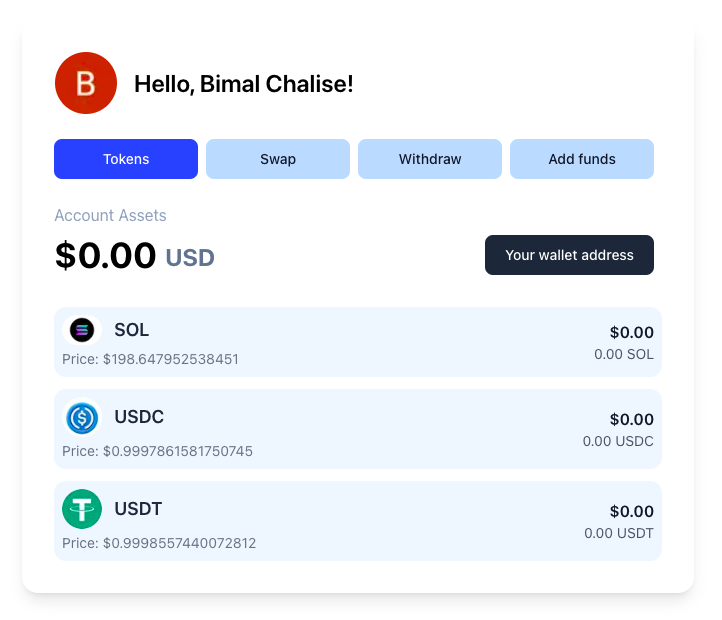 B
Hello, Bimal Chalise!
Tokens
Swap
Withdraw
Add funds
Account Assets
$0.00 USD
Your wallet address
SOL
$0.00
Price: $198.647952538451
0.00 SOL
USDC
$0.00
Price: $0.9997861581750745
0.00 USDC
USDT
$0.00
Price: $0.9998557440072812
0.00 USDT